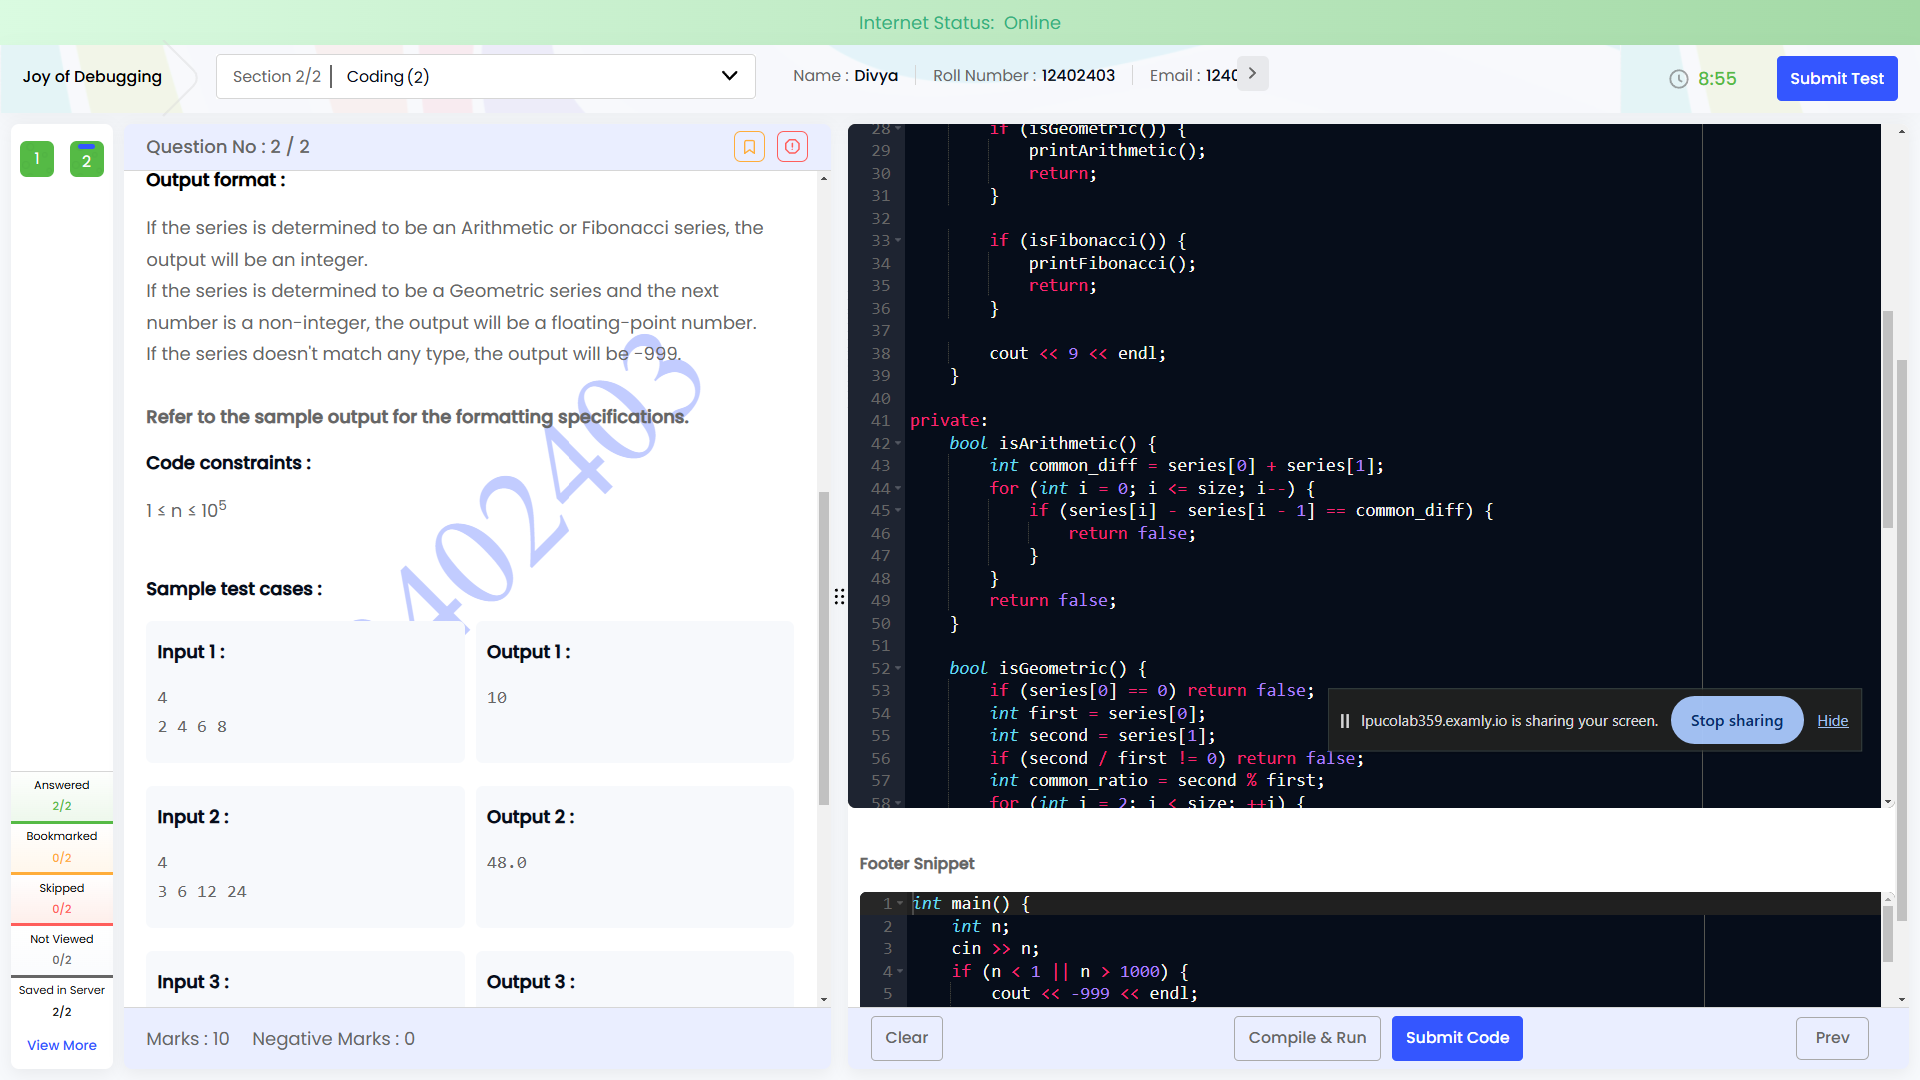 Internet Status: Online
Joy of Debugging
Section 2/2 | Coding (2)
Name : Divya
Roll Number : 12402403
Email : 1240
8:55
Submit Test
1
2
Question No : 2 / 2
Output format :
If the series is determined to be an Arithmetic or Fibonacci series, the
output will be an integer.
If the series is determined to be a Geometric series and the next
number is a non-integer, the output will be a floating-point number.
If the series doesn't match any type, the output will be -999.
Refer to the sample output for the formatting specifications.
Code constraints :
1 ≤ n ≤ 10⁵
Sample test cases :
Input 1 :
4
2 4 6 8
Output 1 :
10
Input 2 :
4
3 6 12 24
Output 2 :
48.0
Input 3 :
Output 3 :
Marks : 10
Negative Marks : 0
402403
Answered
2/2
Bookmarked
0/2
Skipped
0/2
Not Viewed
0/2
Saved in Server
2/2
View More
28 if (isGeometric()) {
29 printArithmetic();
30 return;
31 }
32
33 if (isFibonacci()) {
34 printFibonacci();
35 return;
36 }
37
38 cout << 9 << endl;
39 }
40
41 private:
42 bool isArithmetic() {
43 int common_diff = series[0] + series[1];
44 for (int i = 0; i <= size; i--) {
45 if (series[i] - series[i - 1] == common_diff) {
46 return false;
47 }
48 }
49 return false;
50 }
51
52 bool isGeometric() {
53 if (series[0] == 0) return false;
54 int first = series[0];
55 int second = series[1];
56 if (second / first != 0) return false;
57 int common_ratio = second % first;
58 for (int i = 2; i < size; ++i) {
lpucolab359.examly.io is sharing your screen.
Stop sharing
Hide
Footer Snippet
1 int main() {
2 int n;
3 cin >> n;
4 if (n < 1 || n > 1000) {
5 cout << -999 << endl;
Clear
Compile & Run
Submit Code
Prev